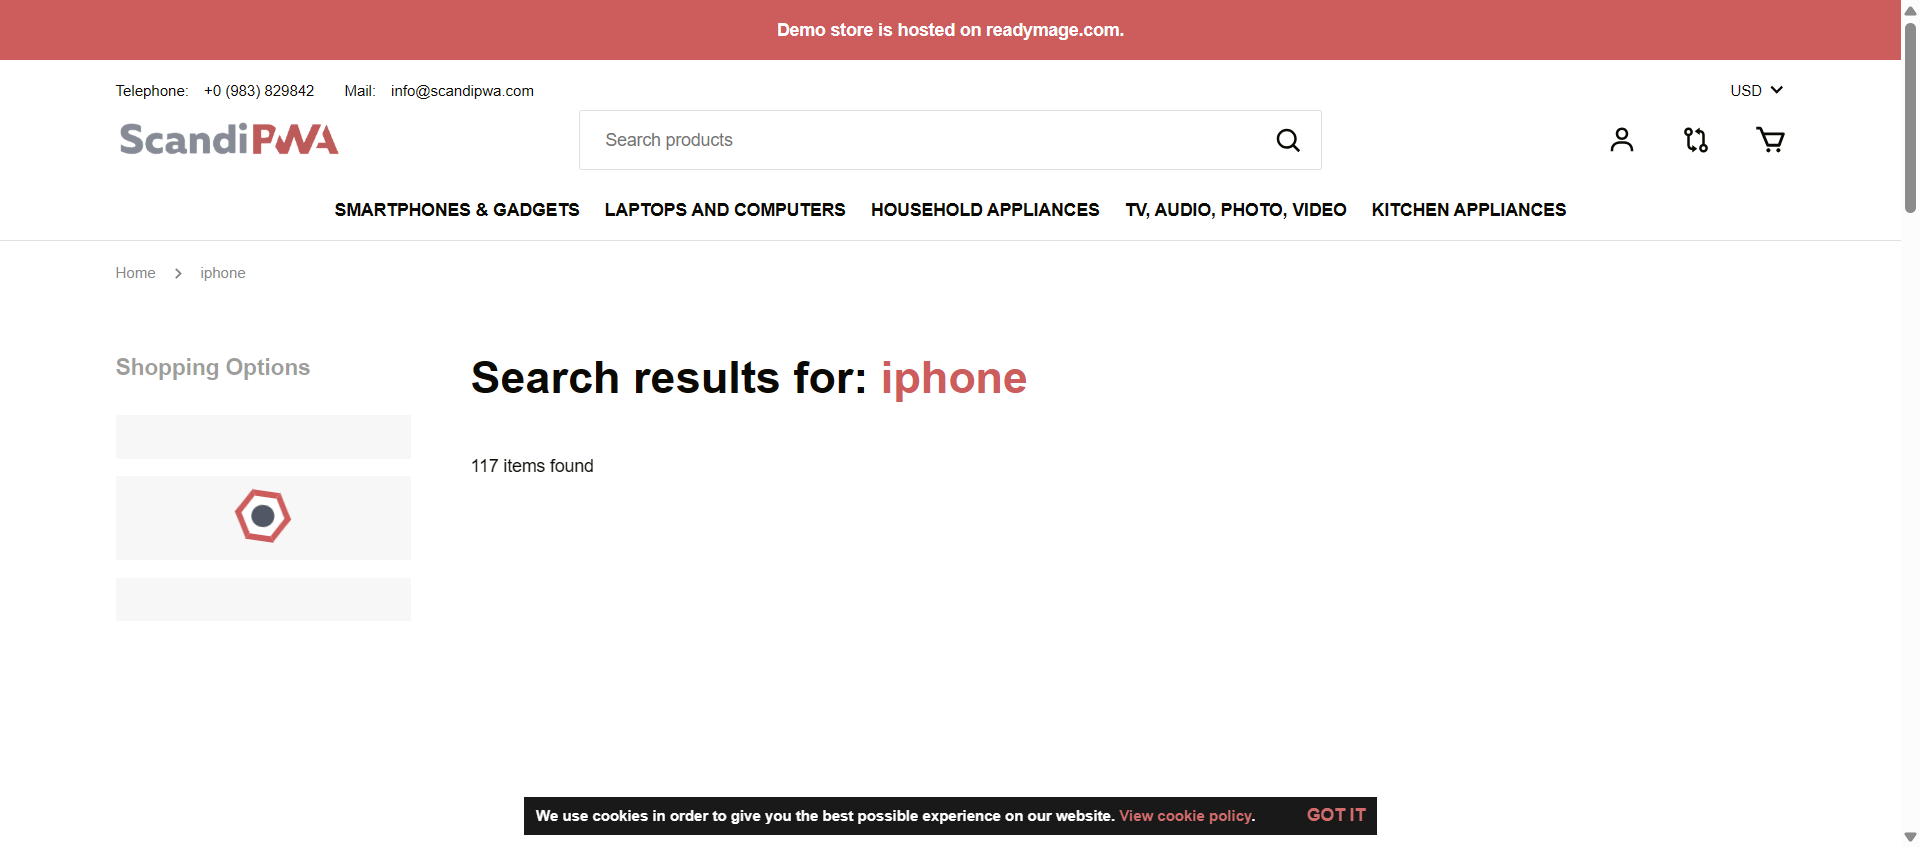 Demo store is hosted on readymage.com.
Telephone: +0 (983) 829842 Mail: info@scandipwa.com USD
ScandiPWA Search products
SMARTPHONES & GADGETS LAPTOPS AND COMPUTERS HOUSEHOLD APPLIANCES TV, AUDIO, PHOTO, VIDEO KITCHEN APPLIANCES
Home iphone
Shopping Options
Search results for: iphone
117 items found
We use cookies in order to give you the best possible experience on our website. View cookie policy. GOT IT